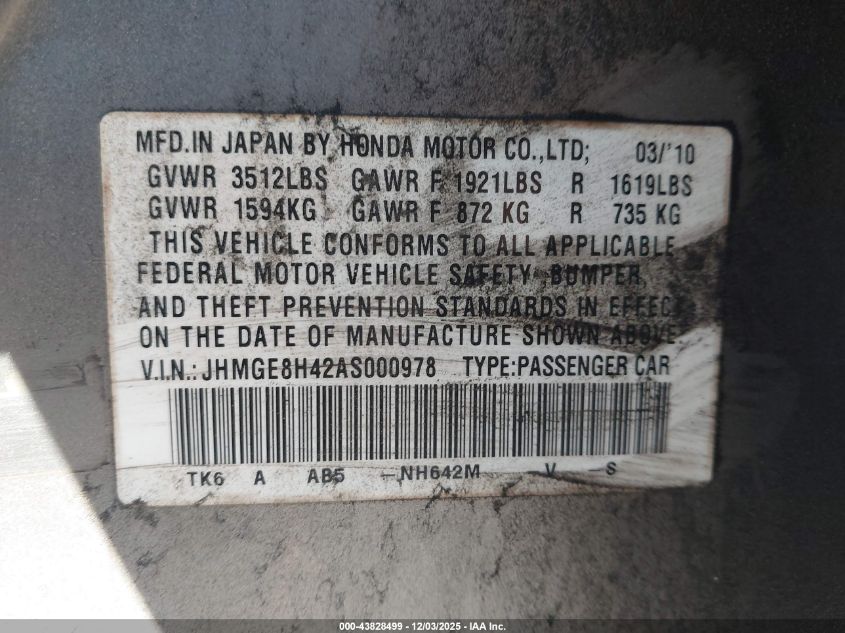 MFD.IN JAPAN BY HONDA MOTOR CO.,LTD; 03/'10
GVWR 3512LBS GAWR F 1921LBS R 1619LBS
GVWR 1594KG GAWR F 872 KG R 735 KG
THIS VEHICLE CONFORMS TO ALL APPLICABLE
FEDERAL MOTOR VEHICLE SAFETY BUMPER,
AND THEFT PREVENTION STANDARDS IN EFFECT
ON THE DATE OF MANUFACTURE SHOWN ABOVE.
V.I.N.: JHMGE8H42AS000978 TYPE:PASSENGER CAR
TK6 A AB5 -NH642M -V -S
000-43828499 - 12/03/2025 - IAA Inc.